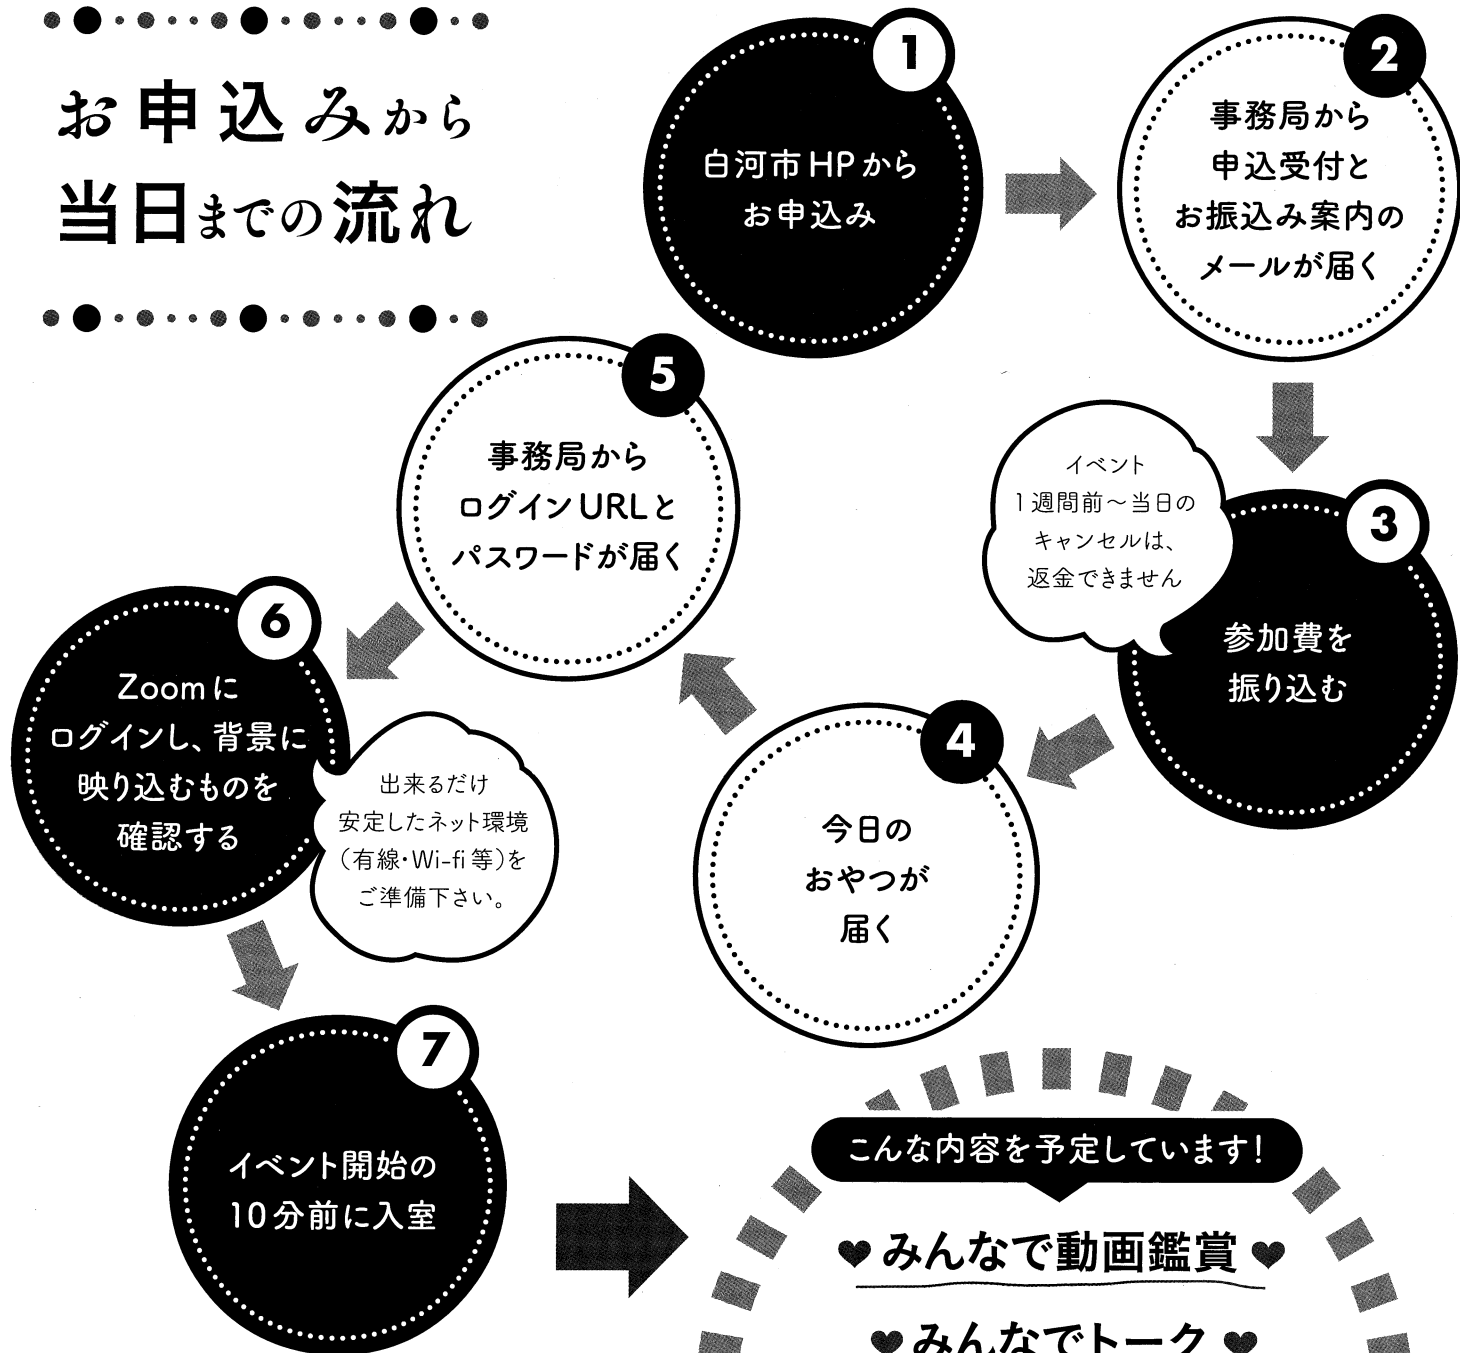 お申込みから
当日までの流れ
1
白河市HPから
お申込み
2
事務局から
申込受付と
お振込み案内の
メールが届く
3
参加費を
振り込む
イベント
1週間前～当日の
キャンセルは、
返金できません
4
今日の
おやつが
届く
5
事務局から
ログインURLと
パスワードが届く
6
Zoomに
ログインし、背景に
映り込むものを
確認する
出来るだけ
安定したネット環境
（有線・Wi-fi等）を
ご準備下さい。
7
イベント開始の
10分前に入室
こんな内容を予定しています！
みんなで動画鑑賞
みんなでトーク